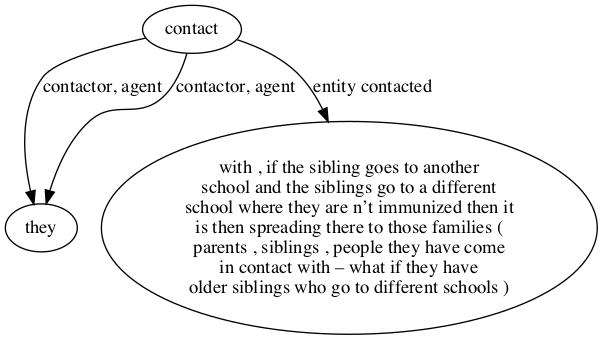 contact
contactor, agent
contactor, agent
entity contacted
they
with , if the sibling goes to another
school and the siblings go to a different
school where they are n't immunized then it
is then spreading there to those families (
parents , siblings , people they have come
in contact with – what if they have
older siblings who go to different schools )